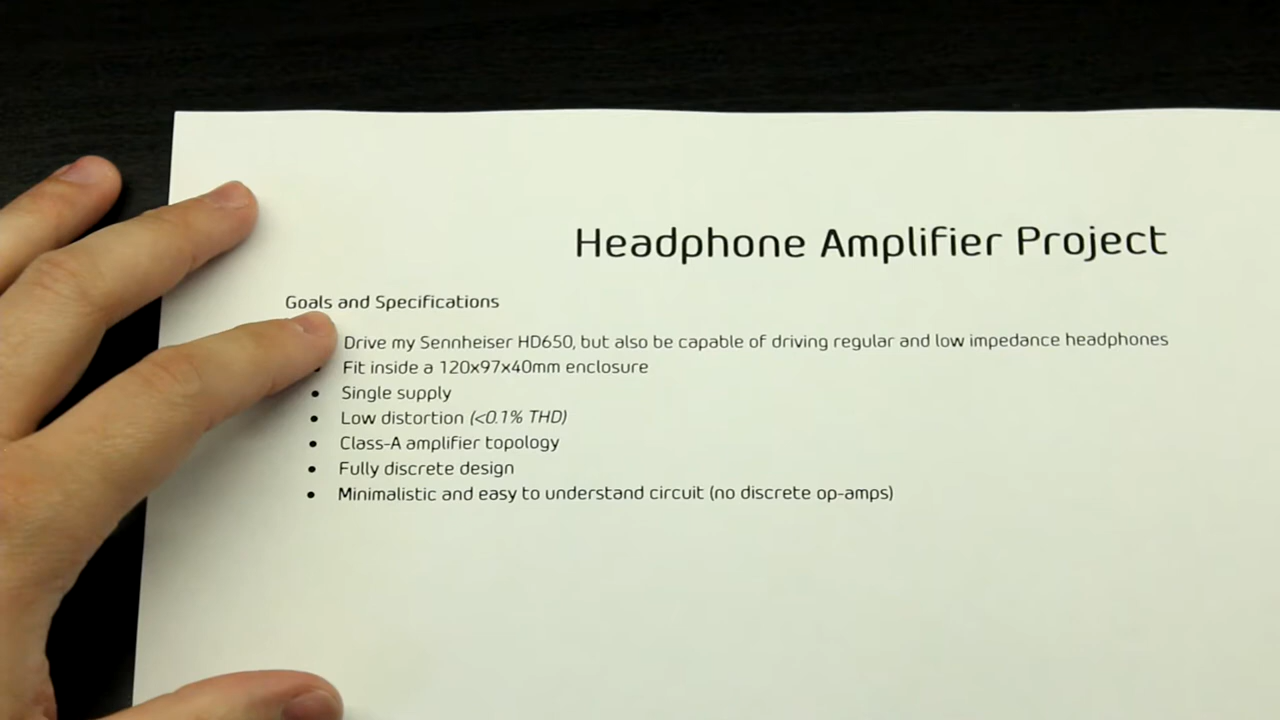 Headphone Amplifier Project
Goals and Specifications
Drive my Sennheiser HD650, but also be capable of driving regular and low impedance headphones
• Fit inside a 120x97x40mm enclosure
• Single supply
• Low distortion (<0.1% THD)
• Class-A amplifier topology
• Fully discrete design
• Minimalistic and easy to understand circuit (no discrete op-amps)